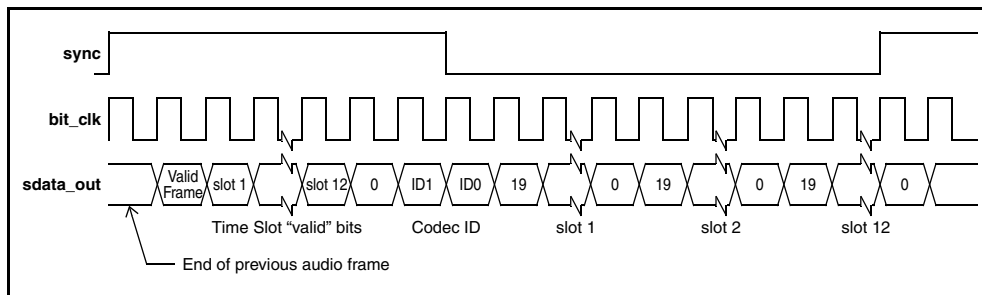 sync
bit_clk
sdata_out
Valid Frame
slot 1
slot 12
0
ID1
ID0
19
0
19
0
19
0
Time Slot “valid” bits
Codec ID
slot 1
slot 2
slot 12
End of previous audio frame